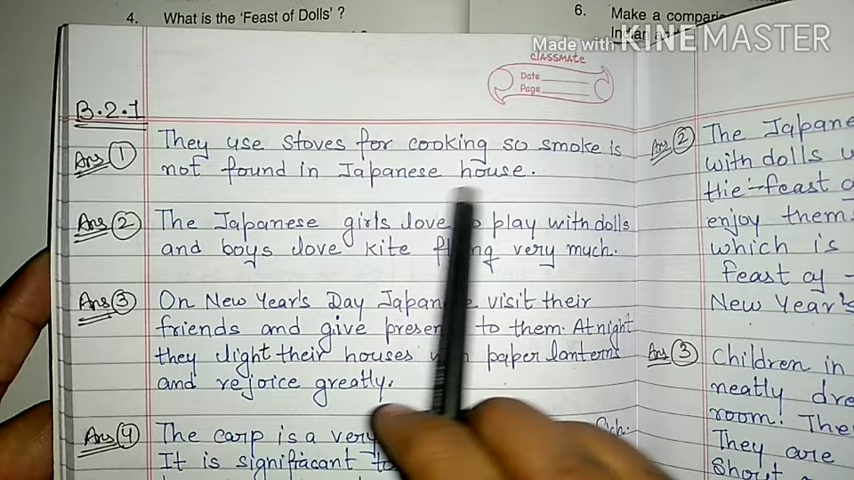 4. What is the 'Feast of Dolls' ?
6. Make a comparis
Made with KINEMASTER
CLASSMATE
Date
Page
B.2.1
Ans 1 They use stoves for cooking so smoke is
not found in Japanese house.
Ans 2 The Japanese girls love to play with dolls
and boys love kite flying very much.
Ans 3 On New Year's Day Japan visit their
friends and give presen to them. At night
they light their houses with paper lanterns
and rejoice greatly.
Ans 4 The carp is a very
It is signifiacant to
Ans 2 The Japane
with dolls
the feast o
enjoy them.
which is
feast of
New Year's
Ans 3 Children in
neatly dre
room. The
They are
Shout